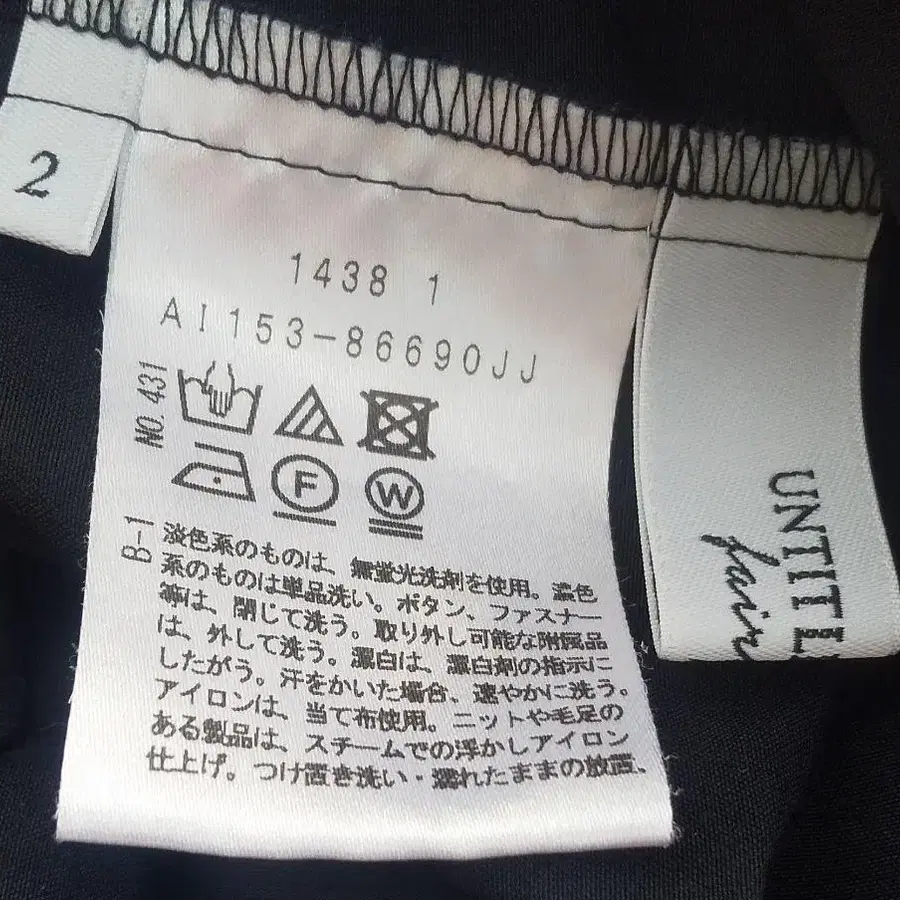 2
1438 1
AI153-86690JJ
NO. 431
F
W
B-1
淡色系のものは、無蛍光洗剤を使用。濃色
系のものは単品洗い。ボタン、ファスナー
等は、閉じて洗う。取り外し可能な附属品
は、外して洗う。漂白は、漂白剤の指示に
したがう。汗をかいた場合、速やかに洗う。
アイロンは、当て布使用。ニットや毛足の
ある製品は、スチームでの浮かしアイロン
仕上げ。つけ置き洗い・濡れたままの放置、
UNTITL
fair